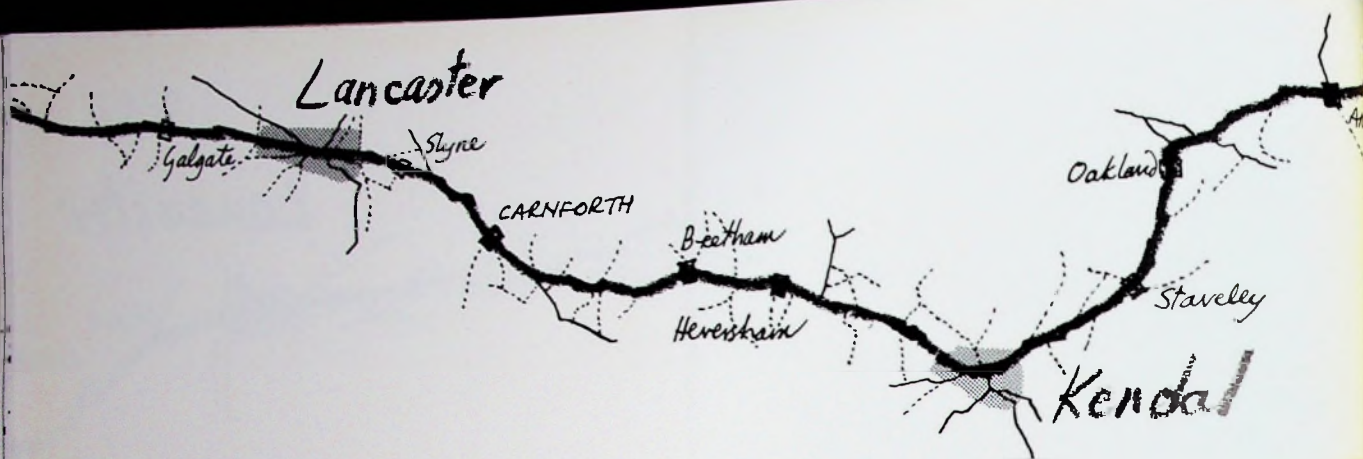 Lancaster
Galgate
Slyne
CARNFORTH
Beetham
Heversham
Kendal
Staveley
Oakland